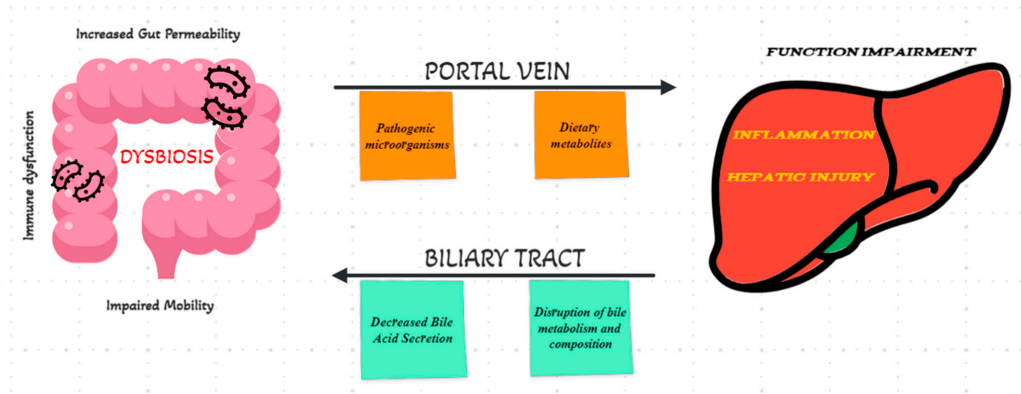 Increased Gut Permeability
Immune dysfunction
DYSBIOSIS
Impaired Mobility
PORTAL VEIN
Pathogenic
microorganisms
Dietary
metabolites
BILIARY TRACT
Decreased Bile
Acid Secretion
Disruption of bile
metabolism and
composition
FUNCTION IMPAIRMENT
INFLAMMATION
HEPATIC INJURY